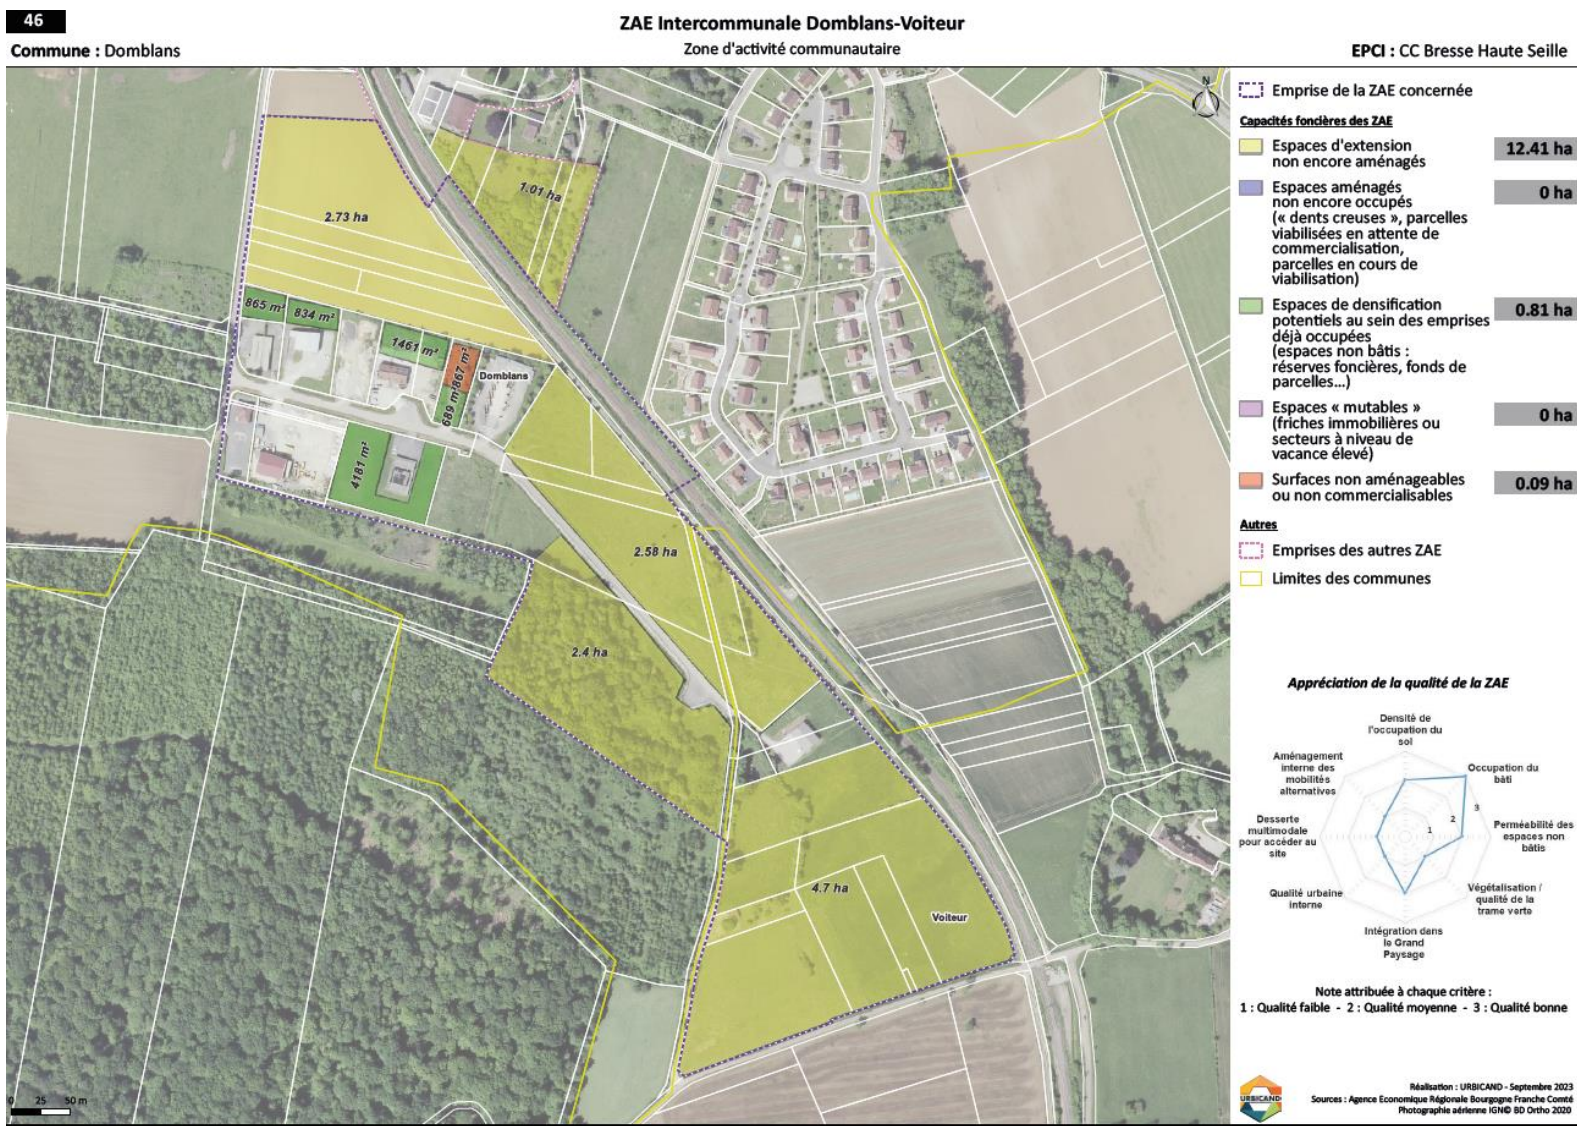 46
ZAE Intercommunale Domblans-Voiteur
Commune : Domblans
Zone d'activité communautaire
EPCI : CC Bresse Haute Seille
N
1.01 ha
2.73 ha
865 m²
834 m²
1461 m²
867 m²
689 m²
Domblans
4181 m²
2.58 ha
2.4 ha
4.7 ha
Voiteur
0 25 50 m
Emprise de la ZAE concernée
Capacités foncières des ZAE
Espaces d'extension
non encore aménagés
12.41 ha
Espaces aménagés
non encore occupés
(« dents creuses », parcelles
viabilisées en attente de
commercialisation,
parcelles en cours de
viabilisation)
0 ha
Espaces de densification
potentiels au sein des emprises
déjà occupées
(espaces non bâtis :
réserves foncières, fonds de
parcelles...)
0.81 ha
Espaces « mutables »
(friches immobilières ou
secteurs à niveau de
vacance élevé)
0 ha
Surfaces non aménageables
ou non commercialisables
0.09 ha
Autres
Emprises des autres ZAE
Limites des communes
Appréciation de la qualité de la ZAE
Densité de
l'occupation du
sol
Occupation du
bâti
Perméabilité des
espaces non
bâtis
Végétalisation /
qualité de la
trame verte
Intégration dans
le Grand
Paysage
Qualité urbaine
interne
Desserte
multimodale
pour accéder au
site
Aménagement
interne des
mobilités
alternatives
1
2
3
Note attribuée à chaque critère :
1 : Qualité faible - 2 : Qualité moyenne - 3 : Qualité bonne
URBICAND
Réalisation : URBICAND - Septembre 2023
Sources : Agence Economique Régionale Bourgogne Franche Comté
Photographie aérienne IGN© BD Ortho 2020